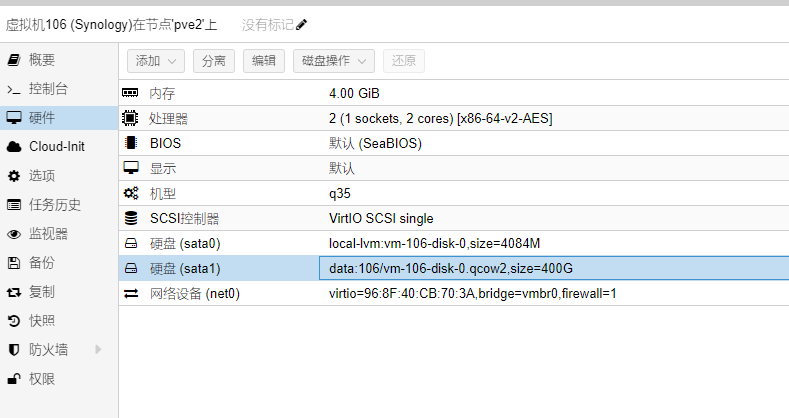 虚拟机106 (Synology)在节点'pve2'上 没有标记
概要
控制台
硬件
Cloud-Init
选项
任务历史
监视器
备份
复制
快照
防火墙
权限
添加 分离 编辑 磁盘操作 还原
内存 4.00 GiB
处理器 2 (1 sockets, 2 cores) [x86-64-v2-AES]
BIOS 默认 (SeaBIOS)
显示 默认
机型 q35
SCSI控制器 VirtIO SCSI single
硬盘 (sata0) local-lvm:vm-106-disk-0,size=4084M
硬盘 (sata1) data:106/vm-106-disk-0.qcow2,size=400G
网络设备 (net0) virtio=96:8F:40:CB:70:3A,bridge=vmbr0,firewall=1